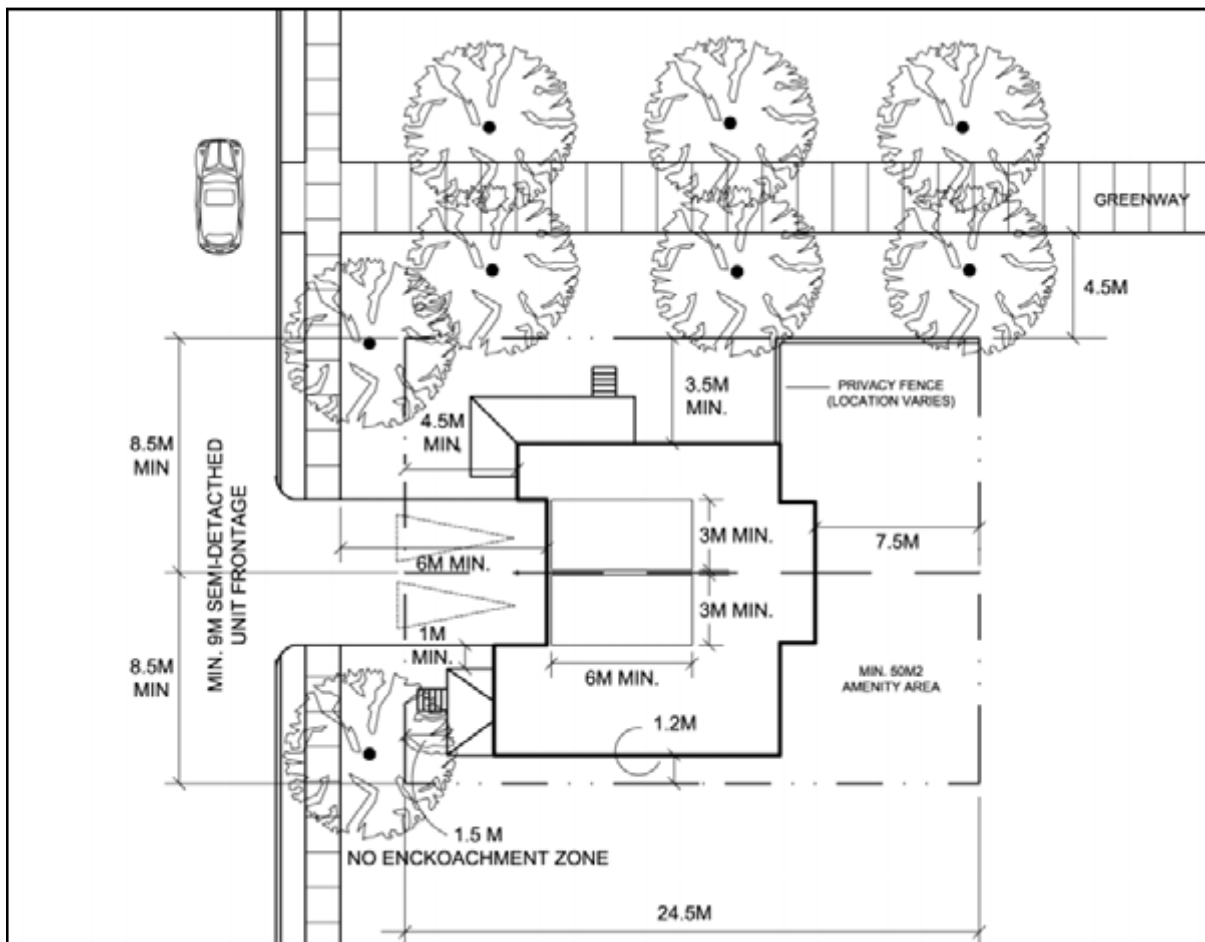 GREENWAY
4.5M
PRIVACY FENCE
(LOCATION VARIES)
3.5M
MIN.
4.5M
MIN.
8.5M
MIN
MIN. 9M SEMI-DETACTHED
UNIT FRONTAGE
3M MIN.
7.5M
6M MIN.
3M MIN.
1M
MIN.
8.5M
MIN
6M MIN.
MIN. 50M2
AMENITY AREA
1.2M
1.5 M
NO ENCKOACHMENT ZONE
24.5M